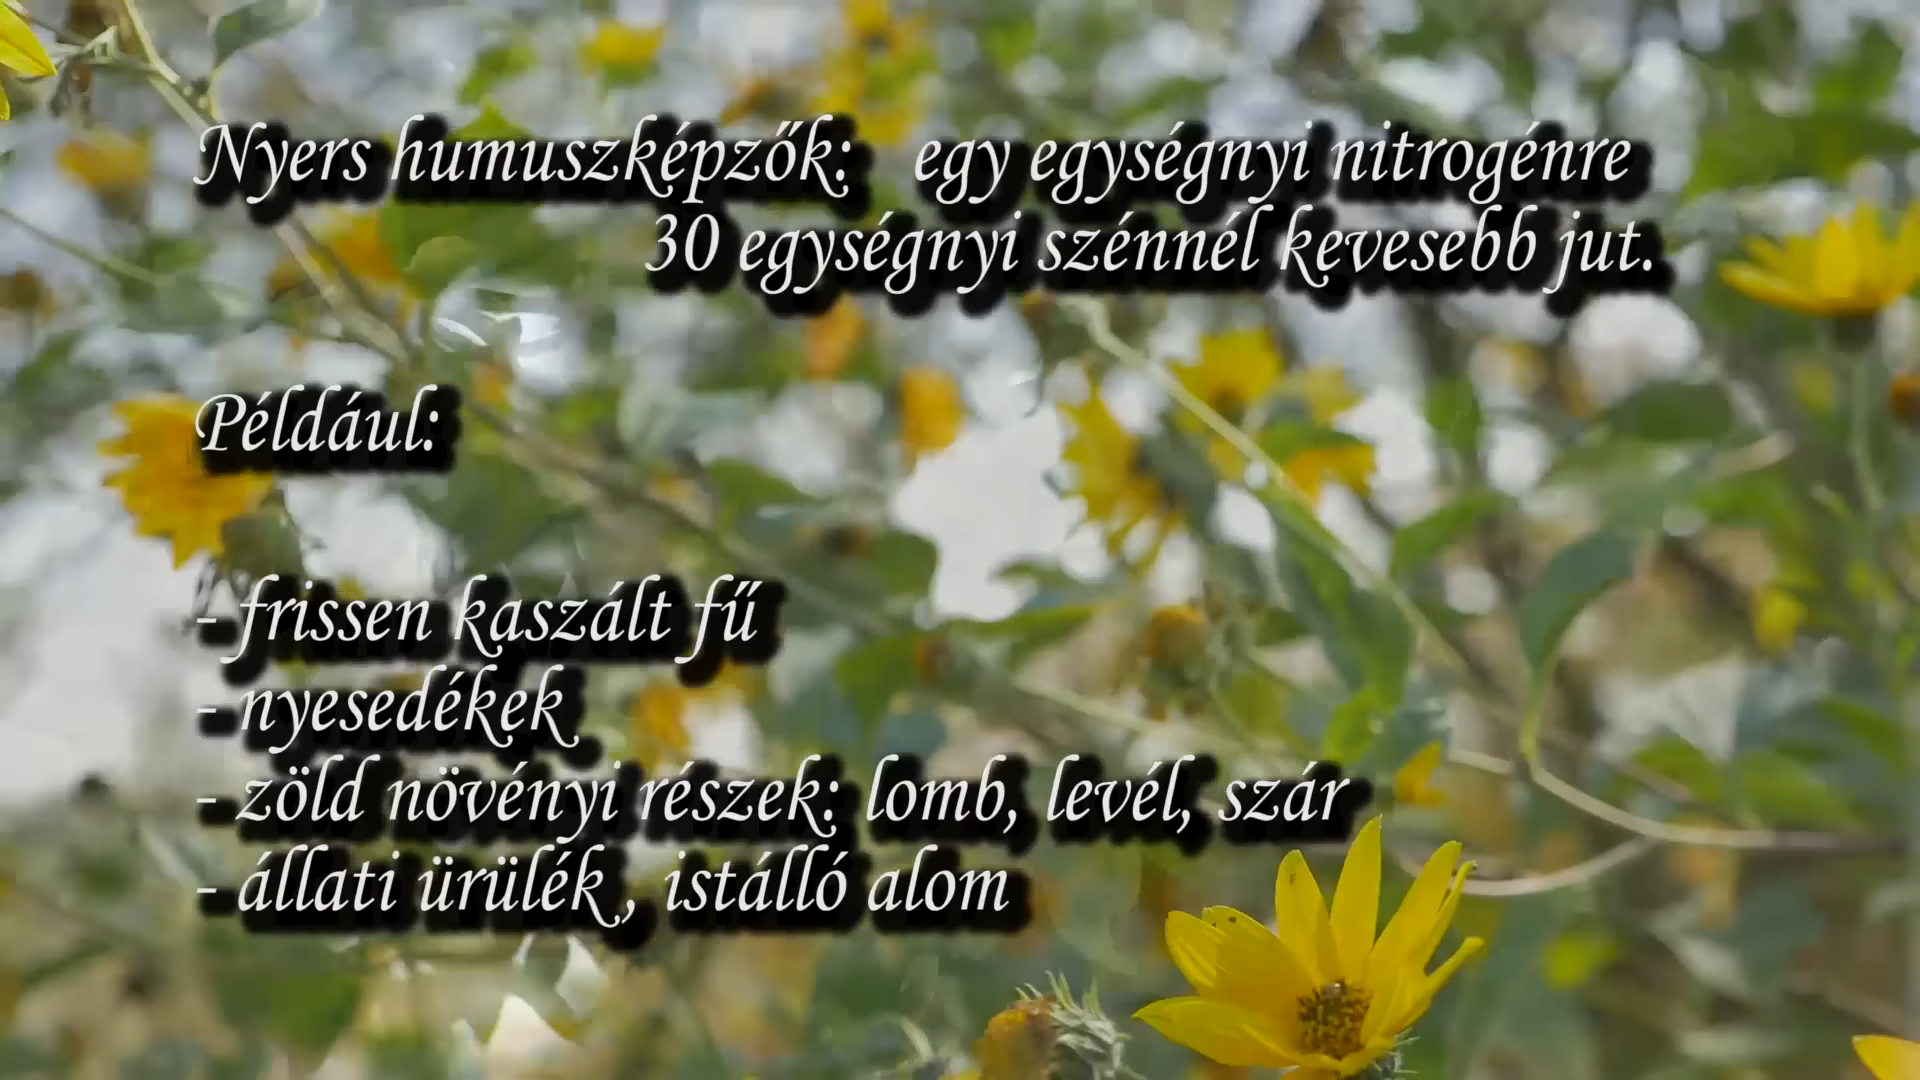 Nyers humuszképzők: egy egységnyi nitrogénre
30 egységnyi szénnél kevesebb jut.
Például:
- frissen kaszált fű
- nyesedékek
- zöld növényi részek: lomb, levél, szár
- állati ürülék, istálló alom